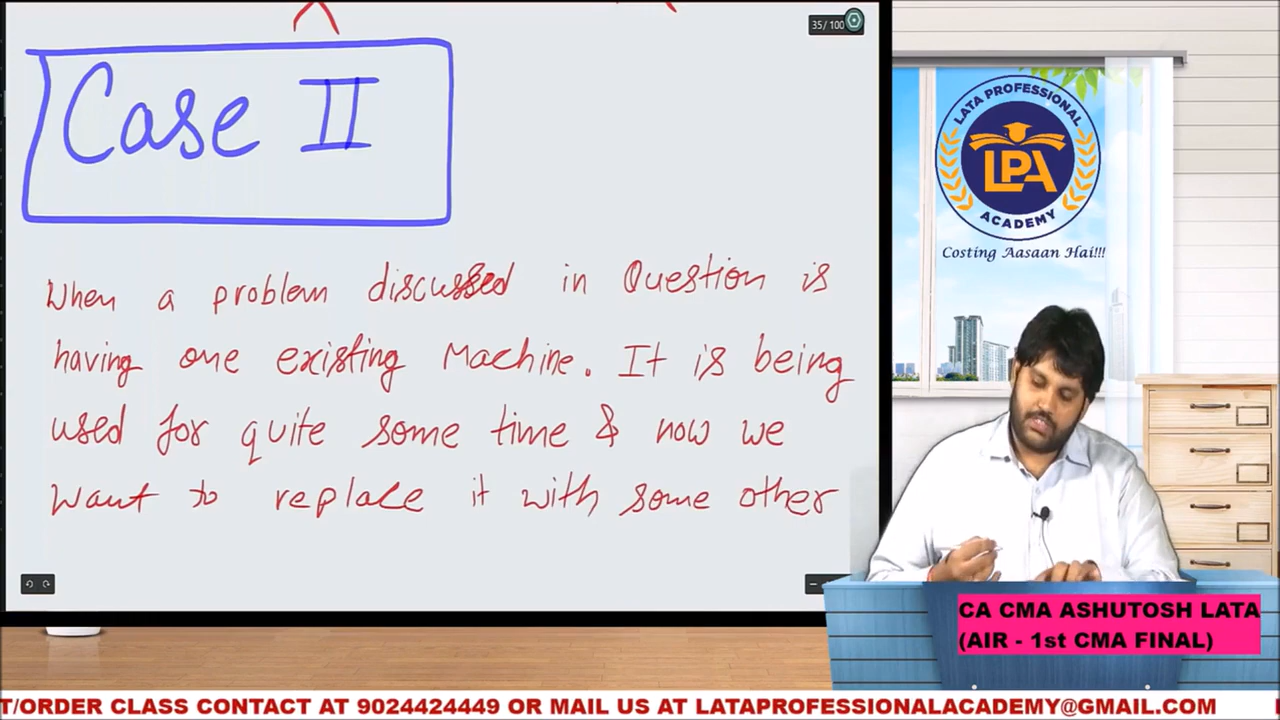 35/100
Case II
When a problem discussed in Question is
having one existing Machine. It is being
used for quite some time & now we
want to replace it with some other
LATA PROFESSIONAL
LPA
ACADEMY
Costing Aasaan Hai!!!
CA CMA ASHUTOSH LATA
(AIR - 1st CMA FINAL)
T/ORDER CLASS CONTACT AT 9024424449 OR MAIL US AT LATAPROFESSIONALACADEMY@GMAIL.COM